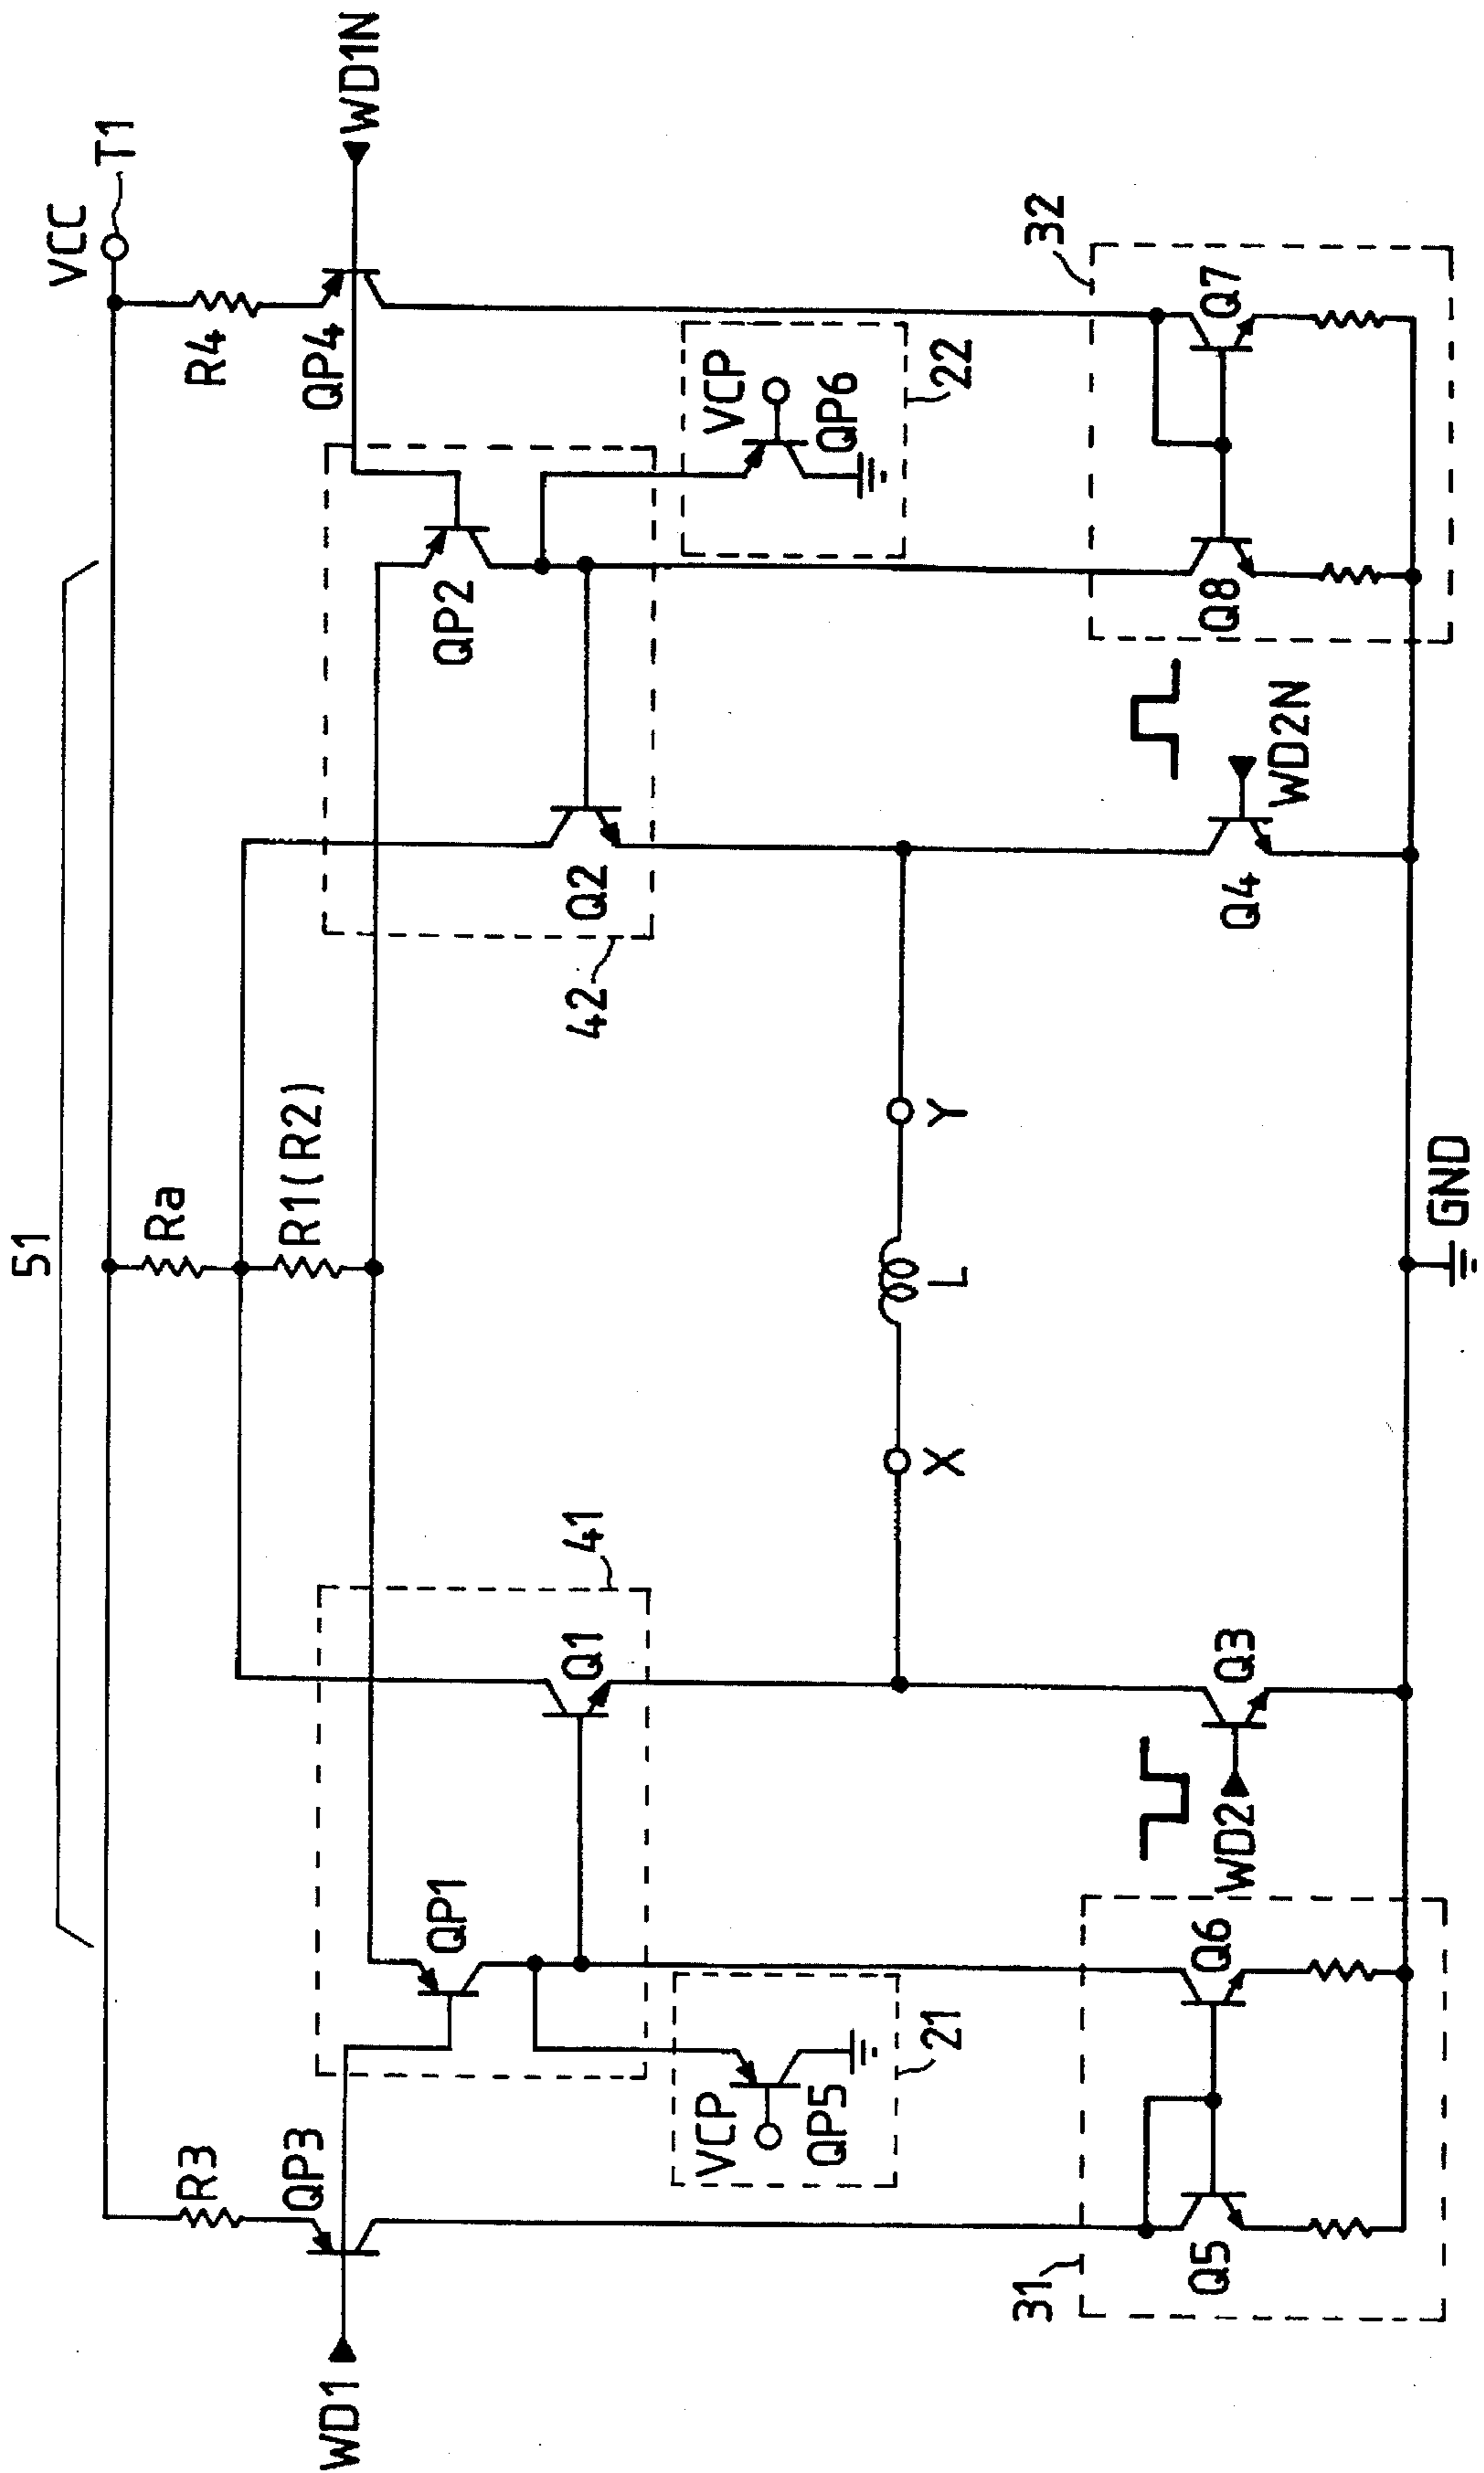 51
VCC
T1
Ra
R1(R2)
R3
R4
WD1
QP3
QP4
WD1N
QP1
QP2
Q1
Q2
41
42
VCP
QP5
21
VCP
QP6
22
X
L
Y
31
Q5
Q6
WD2
Q3
Q4
WD2N
Q8
Q7
32
GND